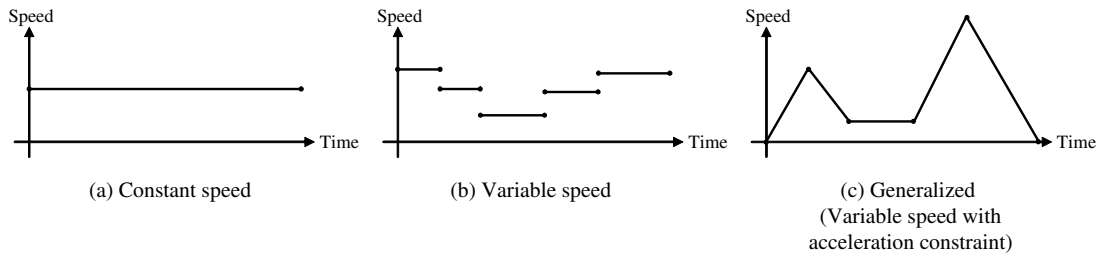 Speed
Time
(a) Constant speed
Speed
Time
(b) Variable speed
Speed
Time
(c) Generalized
(Variable speed with
acceleration constraint)